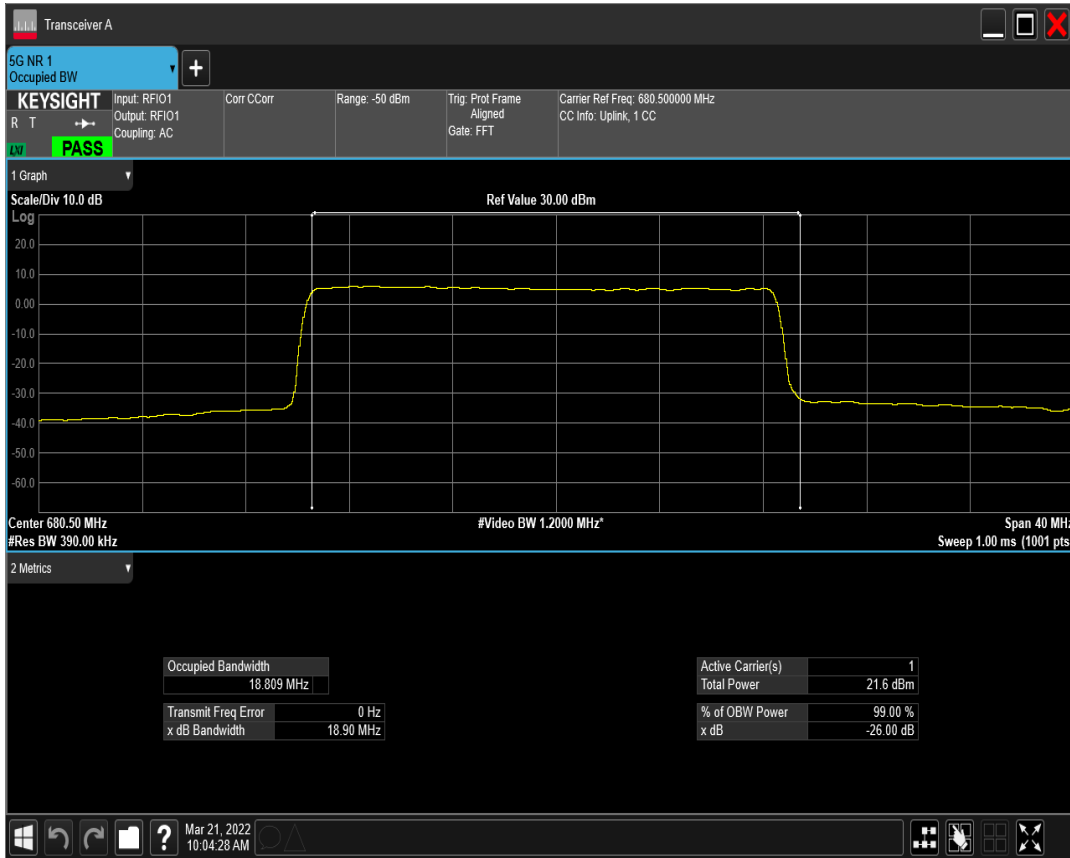 Transceiver A
5G NR 1
Occupied BW
KEYSIGHT
R T
LXI
PASS
Input: RFIO1
Output: RFIO1
Coupling: AC
Corr CCorr
Range: -50 dBm
Trig: Prot Frame
Aligned
Gate: FFT
Carrier Ref Freq: 680.500000 MHz
CC Info: Uplink, 1 CC
1 Graph
Scale/Div 10.0 dB
Ref Value 30.00 dBm
Log
20.0
10.0
0.00
-10.0
-20.0
-30.0
-40.0
-50.0
-60.0
Center 680.50 MHz
#Video BW 1.2000 MHz*
Span 40 MHz
#Res BW 390.00 kHz
Sweep 1.00 ms (1001 pts
2 Metrics
Occupied Bandwidth
18.809 MHz
Transmit Freq Error 0 Hz
x dB Bandwidth 18.90 MHz
Active Carrier(s) 1
Total Power 21.6 dBm
% of OBW Power 99.00 %
x dB -26.00 dB
?
Mar 21, 2022
10:04:28 AM